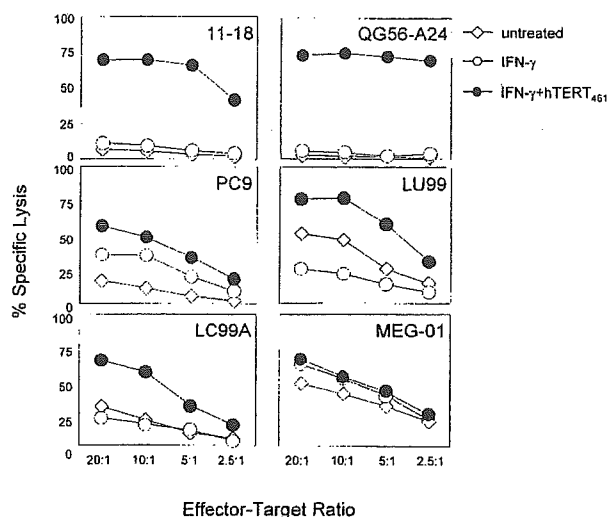 11-18
QG56-A24
untreated
IFN-γ
IFN-γ+hTERT461
75
50
25
0
PC9
LU99
100
75
50
25
0
LC99A
MEG-01
100
75
50
25
0
20:1 10:1 5:1 2.5:1
20:1 10:1 5:1 2.5:1
% Specific Lysis
Effector-Target Ratio